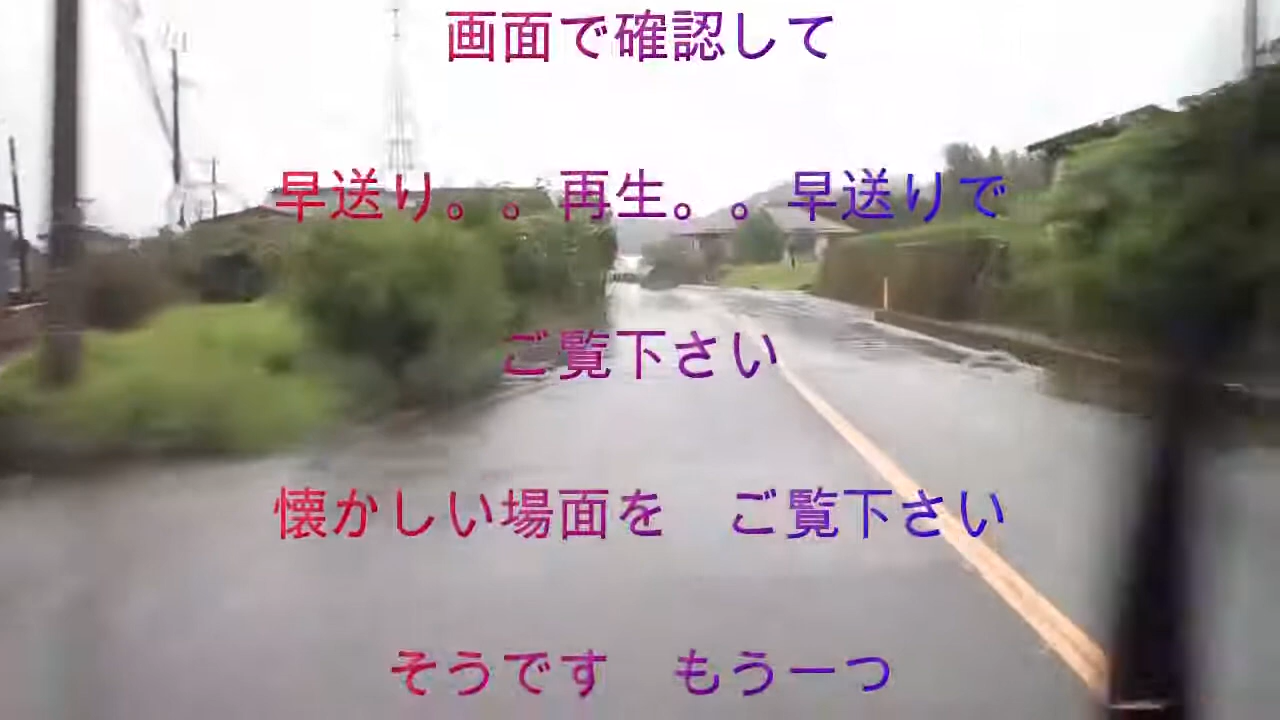 画面で確認して
早送り。。再生。。早送りで
ご覧下さい
懐かしい場面を　ご覧下さい
そうです　もう一つ